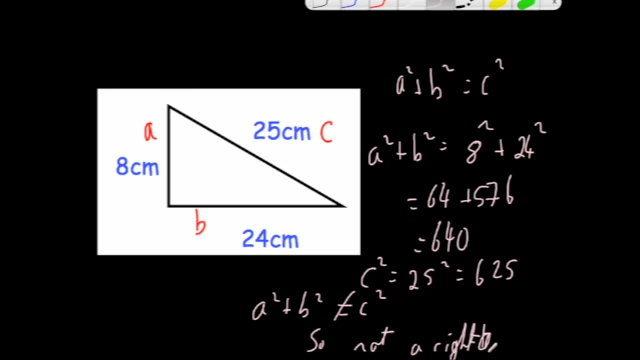 a² + b² = c²
a
25cm C
8cm
b
24cm
a² + b² = 8² + 24²
= 64 + 576
= 640
C² = 25² = 625
a² + b² ≠ c²
So not a right